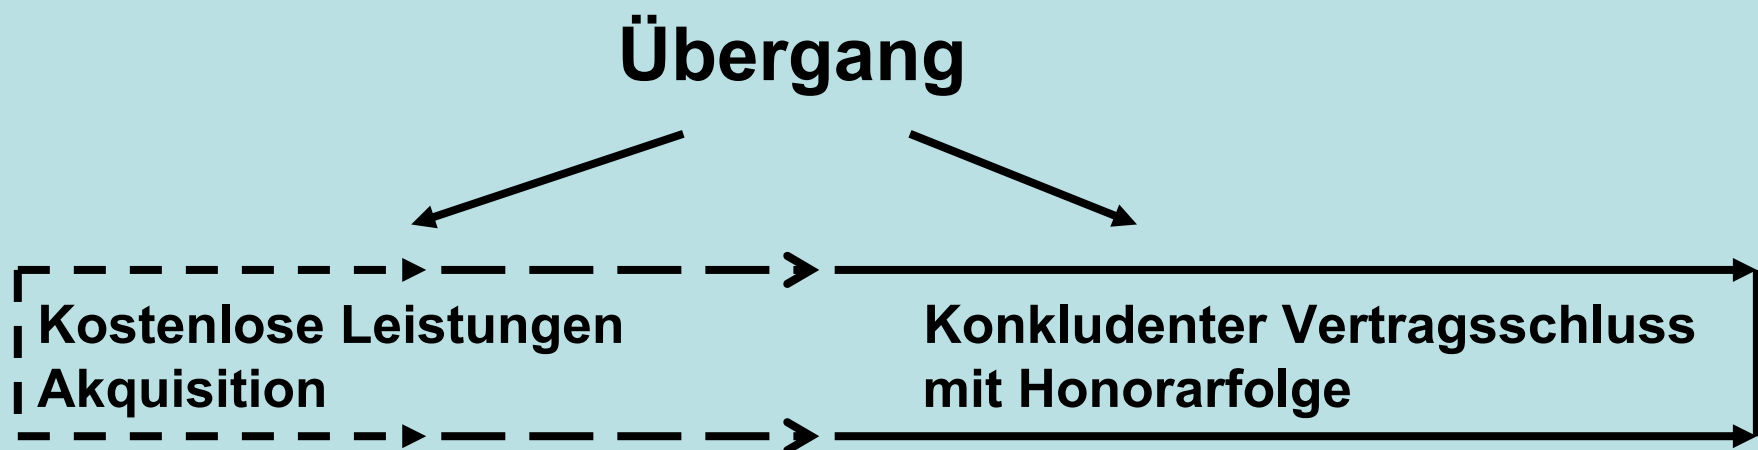 Übergang
Kostenlose Leistungen
Akquisition
Konkludenter Vertragsschluss
mit Honorarfolge